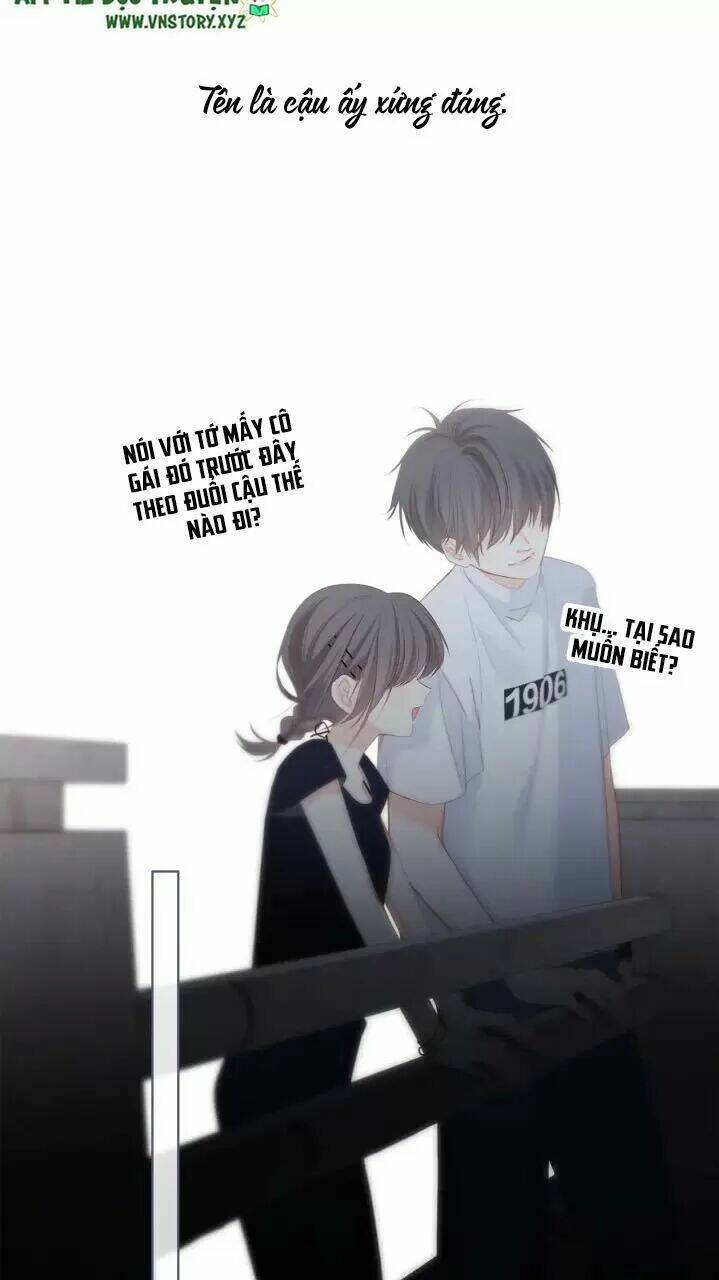 WWW.VNSTORY.XYZ
Tên là cậu ấy xứng đáng.
NÓI VỚI TỚ MẤY CÔ
GÁI ĐÓ TRƯỚC ĐÂY
THEO ĐUỔI CẬU THẾ
NÀO ĐI?
KHỤ... TẠI SAO
MUỐN BIẾT?
1906